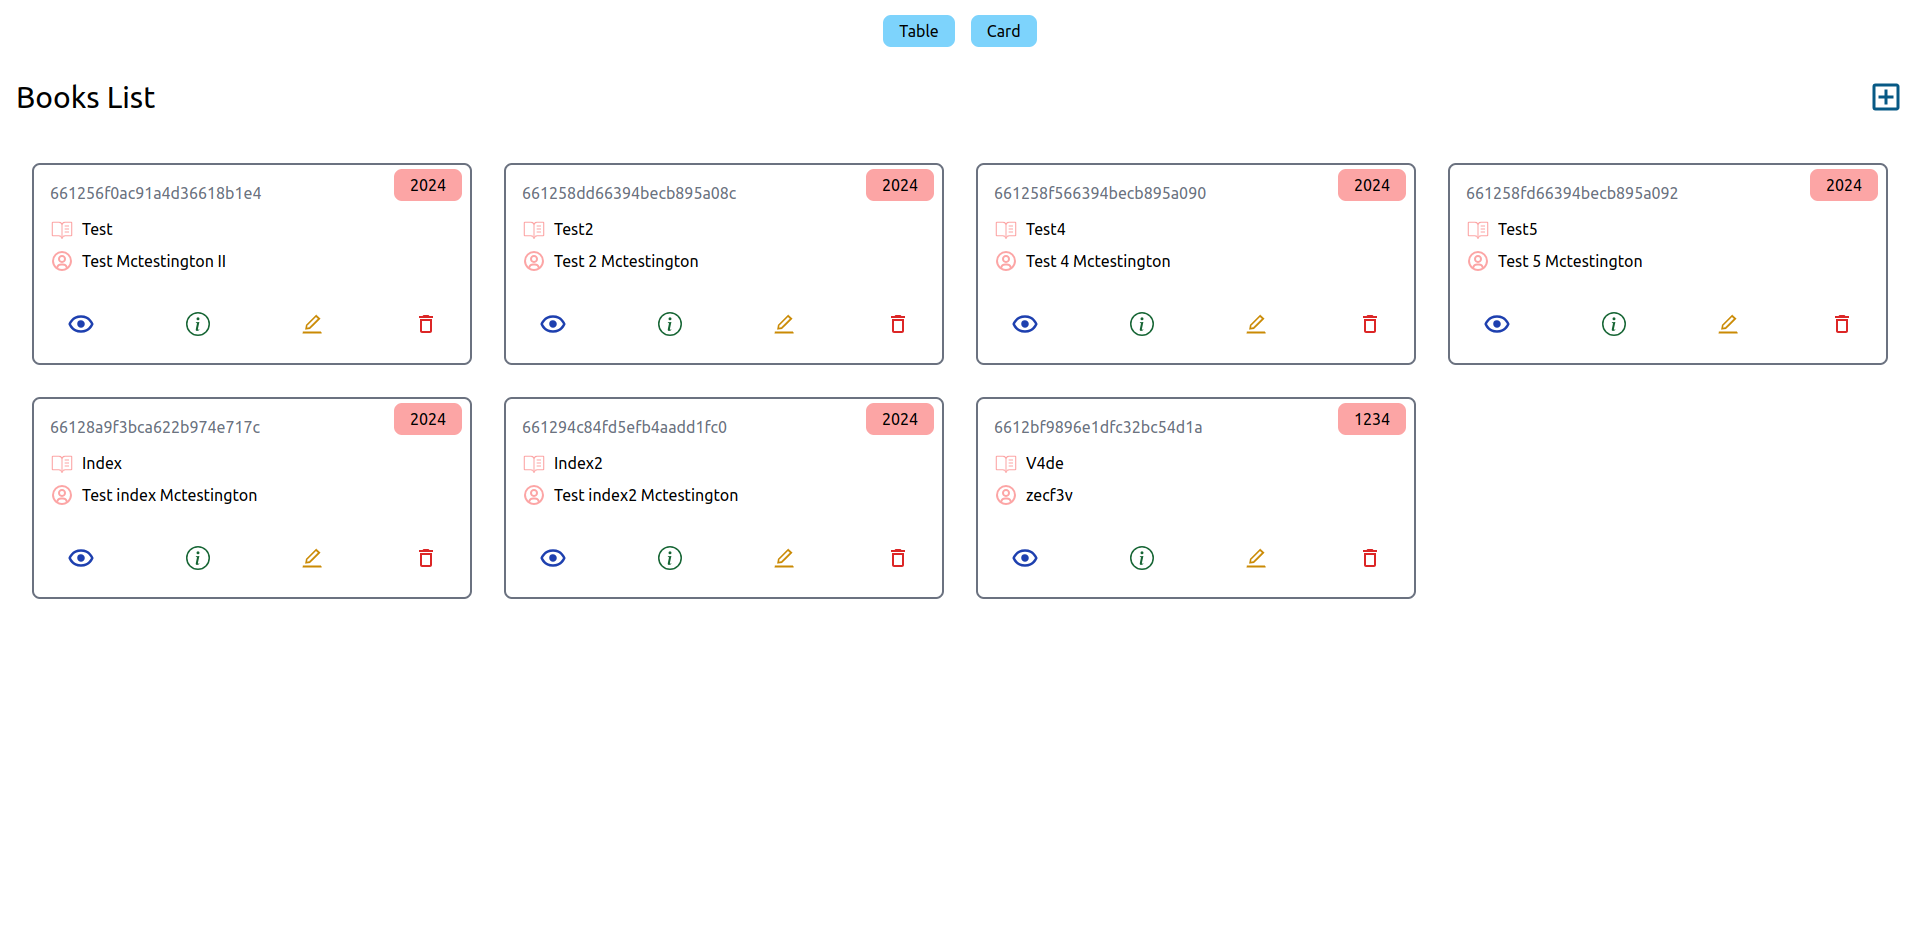 Table Card
Books List
661256f0ac91a4d36618b1e4 2024
Test
Test Mctestington II
661258dd66394becb895a08c 2024
Test2
Test 2 Mctestington
661258f566394becb895a090 2024
Test4
Test 4 Mctestington
661258fd66394becb895a092 2024
Test5
Test 5 Mctestington
66128a9f3bca622b974e717c 2024
Index
Test index Mctestington
661294c84fd5efb4aadd1fc0 2024
Index2
Test index2 Mctestington
6612bf9896e1dfc32bc54d1a 1234
V4de
zecf3v